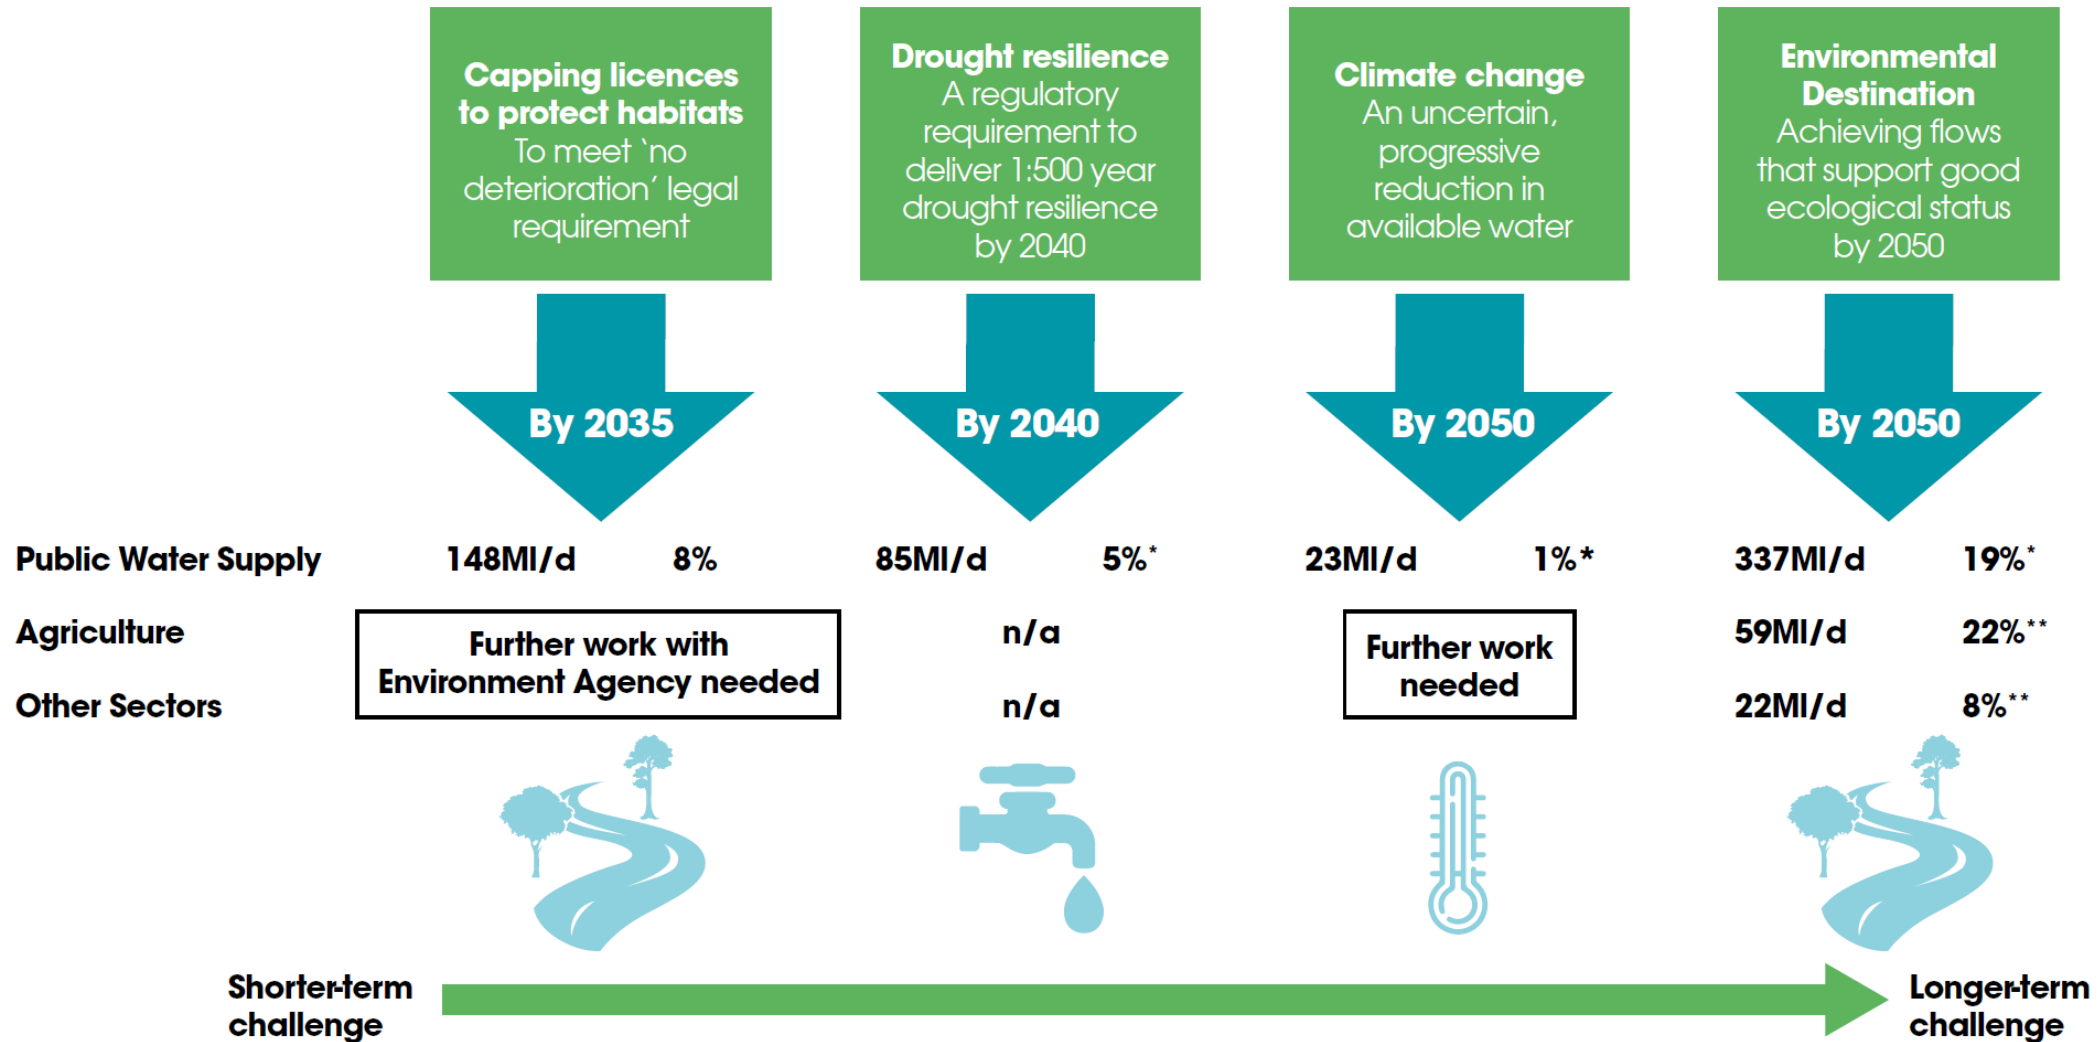 Capping licences
to protect habitats
To meet ‘no
deterioration’ legal
requirement
Drought resilience
A regulatory
requirement to
deliver 1:500 year
drought resilience
by 2040
Climate change
An uncertain,
progressive
reduction in
available water
Environmental
Destination
Achieving flows
that support good
ecological status
by 2050
By 2035
By 2040
By 2050
By 2050
Public Water Supply 148Ml/d 8% 85Ml/d 5%* 23Ml/d 1%* 337Ml/d 19%*
Agriculture n/a 59Ml/d 22%**
Further work with
Environment Agency needed
Further work
needed
Other Sectors n/a 22Ml/d 8%**
Shorter-term
challenge
Longer-term
challenge